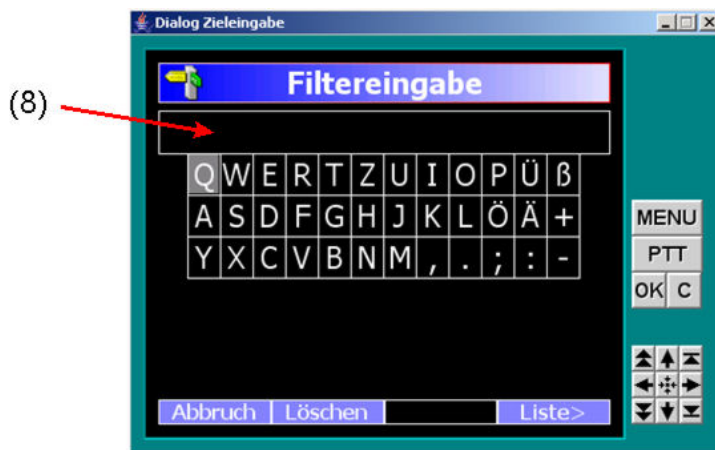 Dialog Zieleingabe
Filtereingabe
(8)
Q W E R T Z U I O P Ü ß
A S D F G H J K L Ö Ä +
Y X C V B N M , . ; : -
MENU
PTT
OK C
Abbruch Löschen Liste>